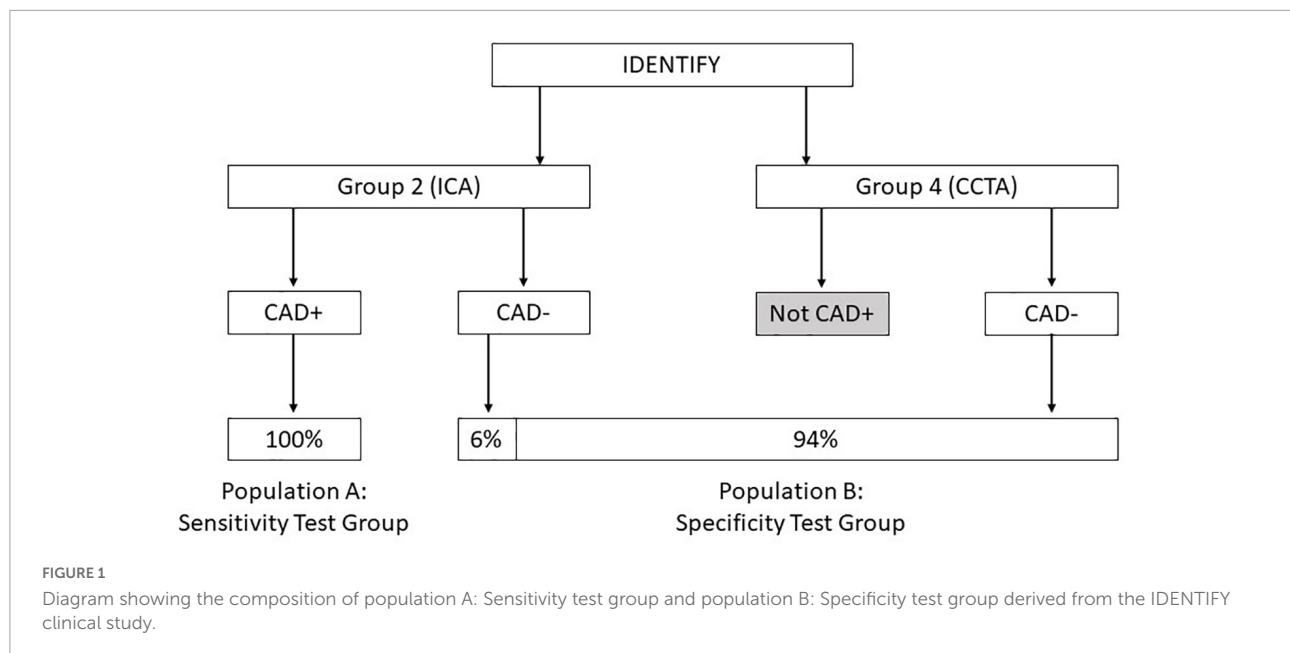 IDENTIFY
Group 2 (ICA)
Group 4 (CCTA)
CAD+
CAD-
Not CAD+
CAD-
100%
6%
94%
Population A:
Sensitivity Test Group
Population B:
Specificity Test Group
FIGURE 1
Diagram showing the composition of population A: Sensitivity test group and population B: Specificity test group derived from the IDENTIFY
clinical study.